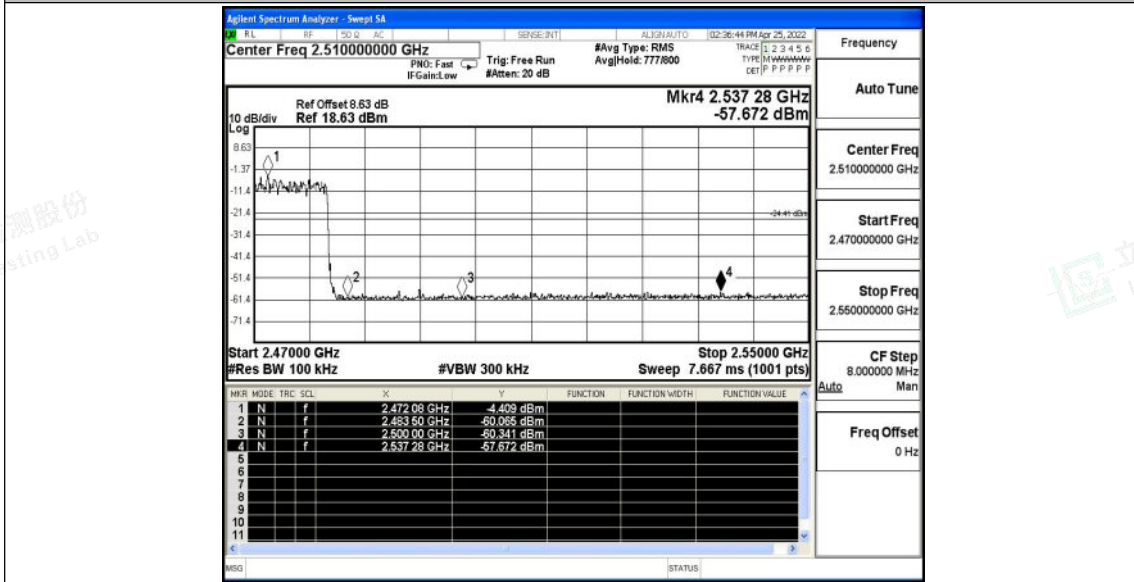 Agilent Spectrum Analyzer - Swept SA
RL RF 50 Ω AC SENSE:INT ALIGNAUTO 02:36:44 PM Apr 25, 2022
Center Freq 2.510000000 GHz
PNO: Fast
IFGain:Low
Trig: Free Run
#Atten: 20 dB
#Avg Type: RMS
Avg|Hold: 777/800
TRACE 1 2 3 4 5 6
TYPE M WWWWW
DET P P P P P P
Frequency
Auto Tune
Center Freq
2.510000000 GHz
Start Freq
2.470000000 GHz
Stop Freq
2.550000000 GHz
CF Step
8.000000 MHz
Auto Man
Freq Offset
0 Hz
Mkr4 2.537 28 GHz
-57.672 dBm
Ref Offset 8.63 dB
10 dB/div Ref 18.63 dBm
Log
8.63
-1.37
-11.4
-21.4
-31.4
-41.4
-51.4
-61.4
-71.4
1
2
3
4
-24.41 dBm
Start 2.47000 GHz Stop 2.55000 GHz
#Res BW 100 kHz #VBW 300 kHz Sweep 7.667 ms (1001 pts)
MKR MODE TRC SCL X Y FUNCTION FUNCTION WIDTH FUNCTION VALUE
1 N f 2.472 08 GHz -4.409 dBm
2 N f 2.483 50 GHz -60.065 dBm
3 N f 2.500 00 GHz -60.341 dBm
4 N f 2.537 28 GHz -57.672 dBm
5
6
7
8
9
10
11
MSG STATUS
测股份
sting Lab
立